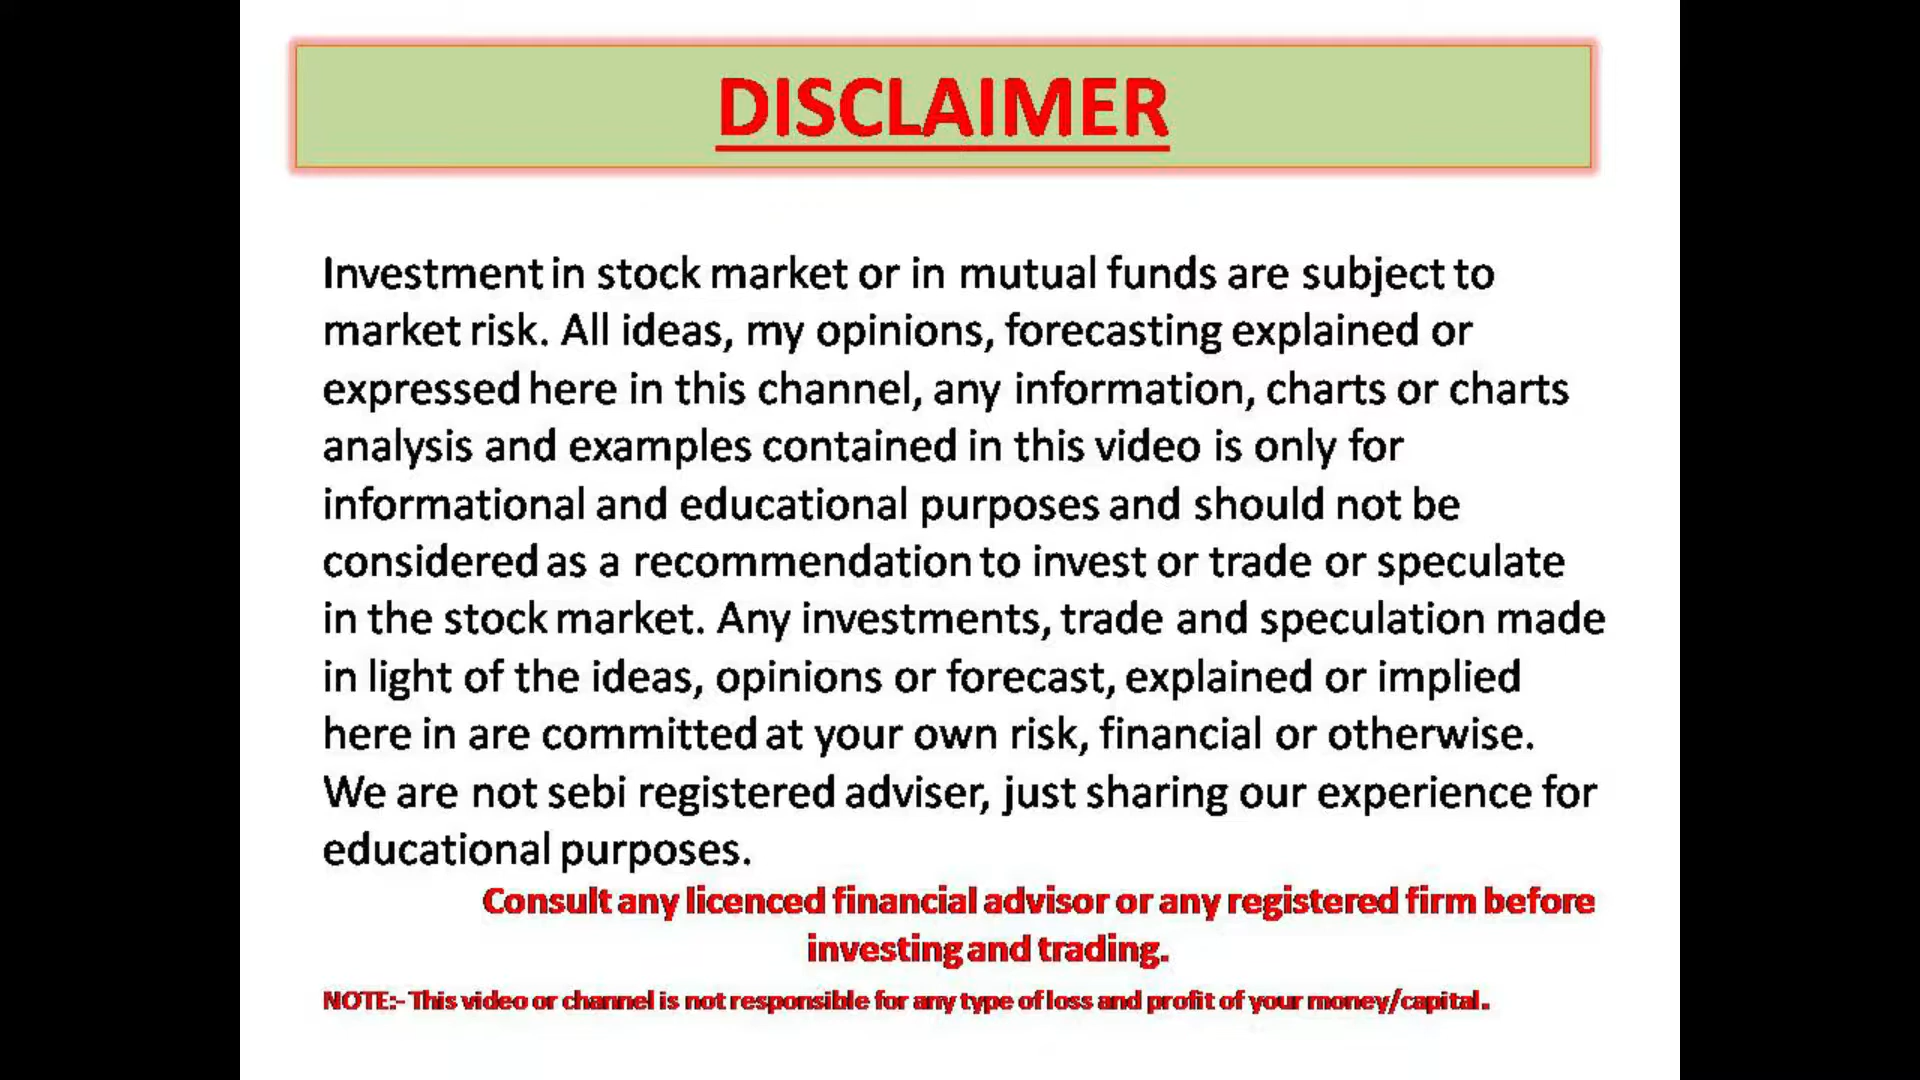 DISCLAIMER
Investment in stock market or in mutual funds are subject to
market risk. All ideas, my opinions, forecasting explained or
expressed here in this channel, any information, charts or charts
analysis and examples contained in this video is only for
informational and educational purposes and should not be
considered as a recommendation to invest or trade or speculate
in the stock market. Any investments, trade and speculation made
in light of the ideas, opinions or forecast, explained or implied
here in are committed at your own risk, financial or otherwise.
We are not sebi registered adviser, just sharing our experience for
educational purposes.
Consult any licenced financial advisor or any registered firm before
investing and trading.
NOTE:- This video or channel is not responsible for any type of loss and profit of your money/capital.